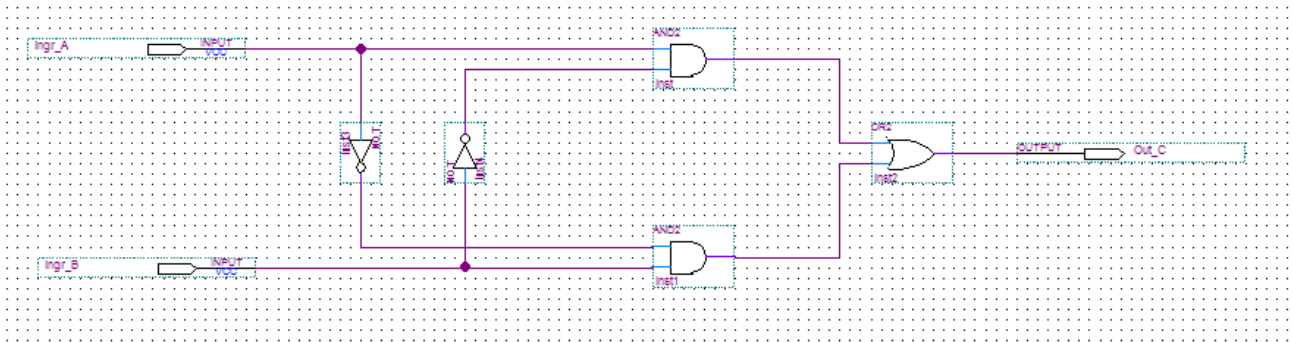 Ingr_A
INPUT
VCC
AND2
inst
inst3
NOT
NOT
inst4
OR2
inst2
OUTPUT
Out_C
AND2
inst1
Ingr_B
INPUT
VCC